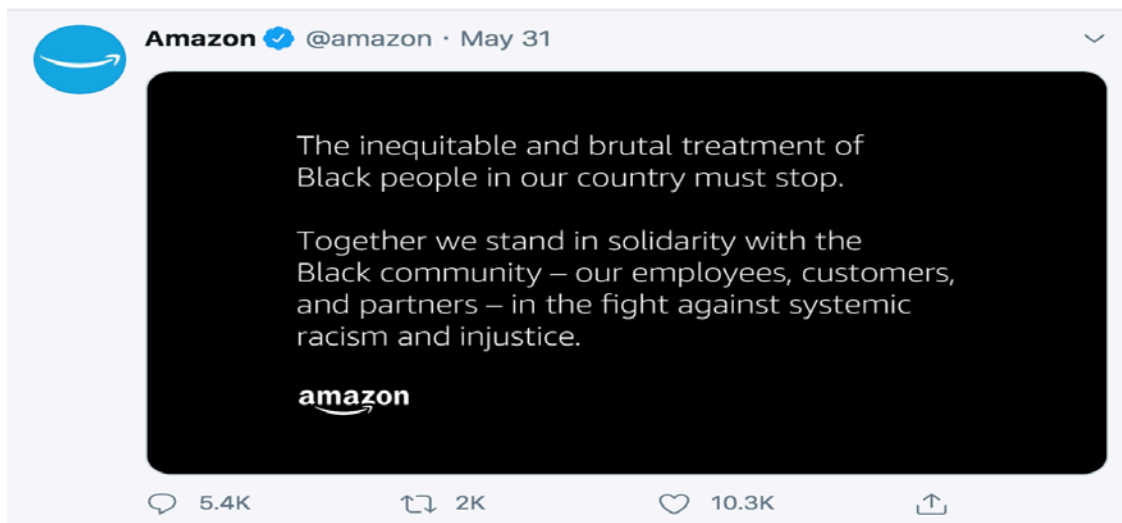 Amazon @amazon · May 31
The inequitable and brutal treatment of
Black people in our country must stop.
Together we stand in solidarity with the
Black community – our employees, customers,
and partners – in the fight against systemic
racism and injustice.
amazon
5.4K 2K 10.3K